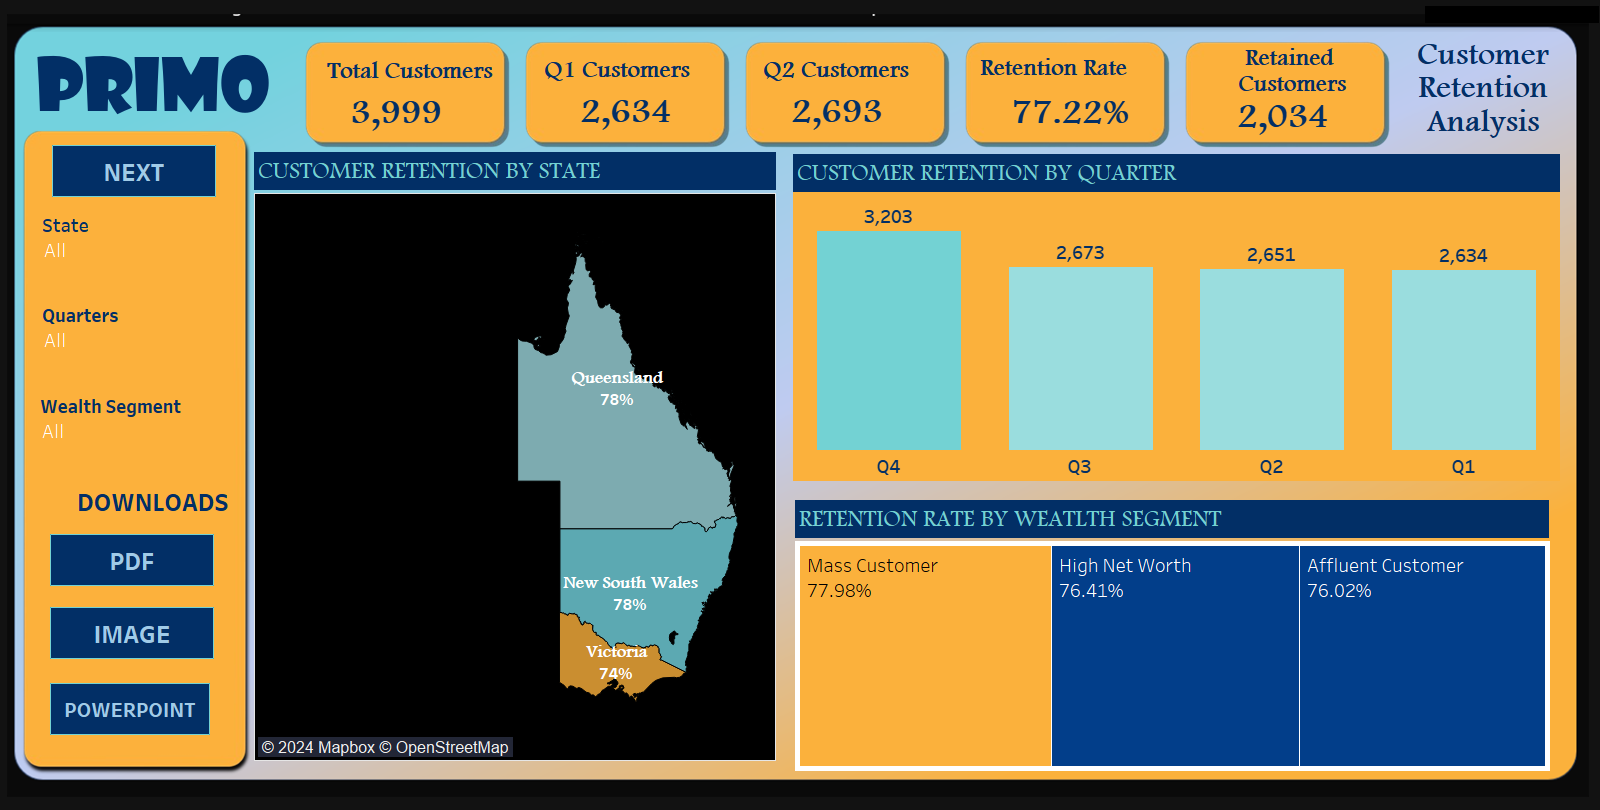 PRIMO
Total Customers
3,999
Q1 Customers
2,634
Q2 Customers
2,693
Retention Rate
77.22%
Retained
Customers
2,034
Customer
Retention
Analysis
NEXT
State
All
Quarters
All
Wealth Segment
All
DOWNLOADS
PDF
IMAGE
POWERPOINT
CUSTOMER RETENTION BY STATE
Queensland
78%
New South Wales
78%
Victoria
74%
© 2024 Mapbox © OpenStreetMap
CUSTOMER RETENTION BY QUARTER
3,203
2,673
2,651
2,634
Q4
Q3
Q2
Q1
RETENTION RATE BY WEATLTH SEGMENT
Mass Customer
77.98%
High Net Worth
76.41%
Affluent Customer
76.02%